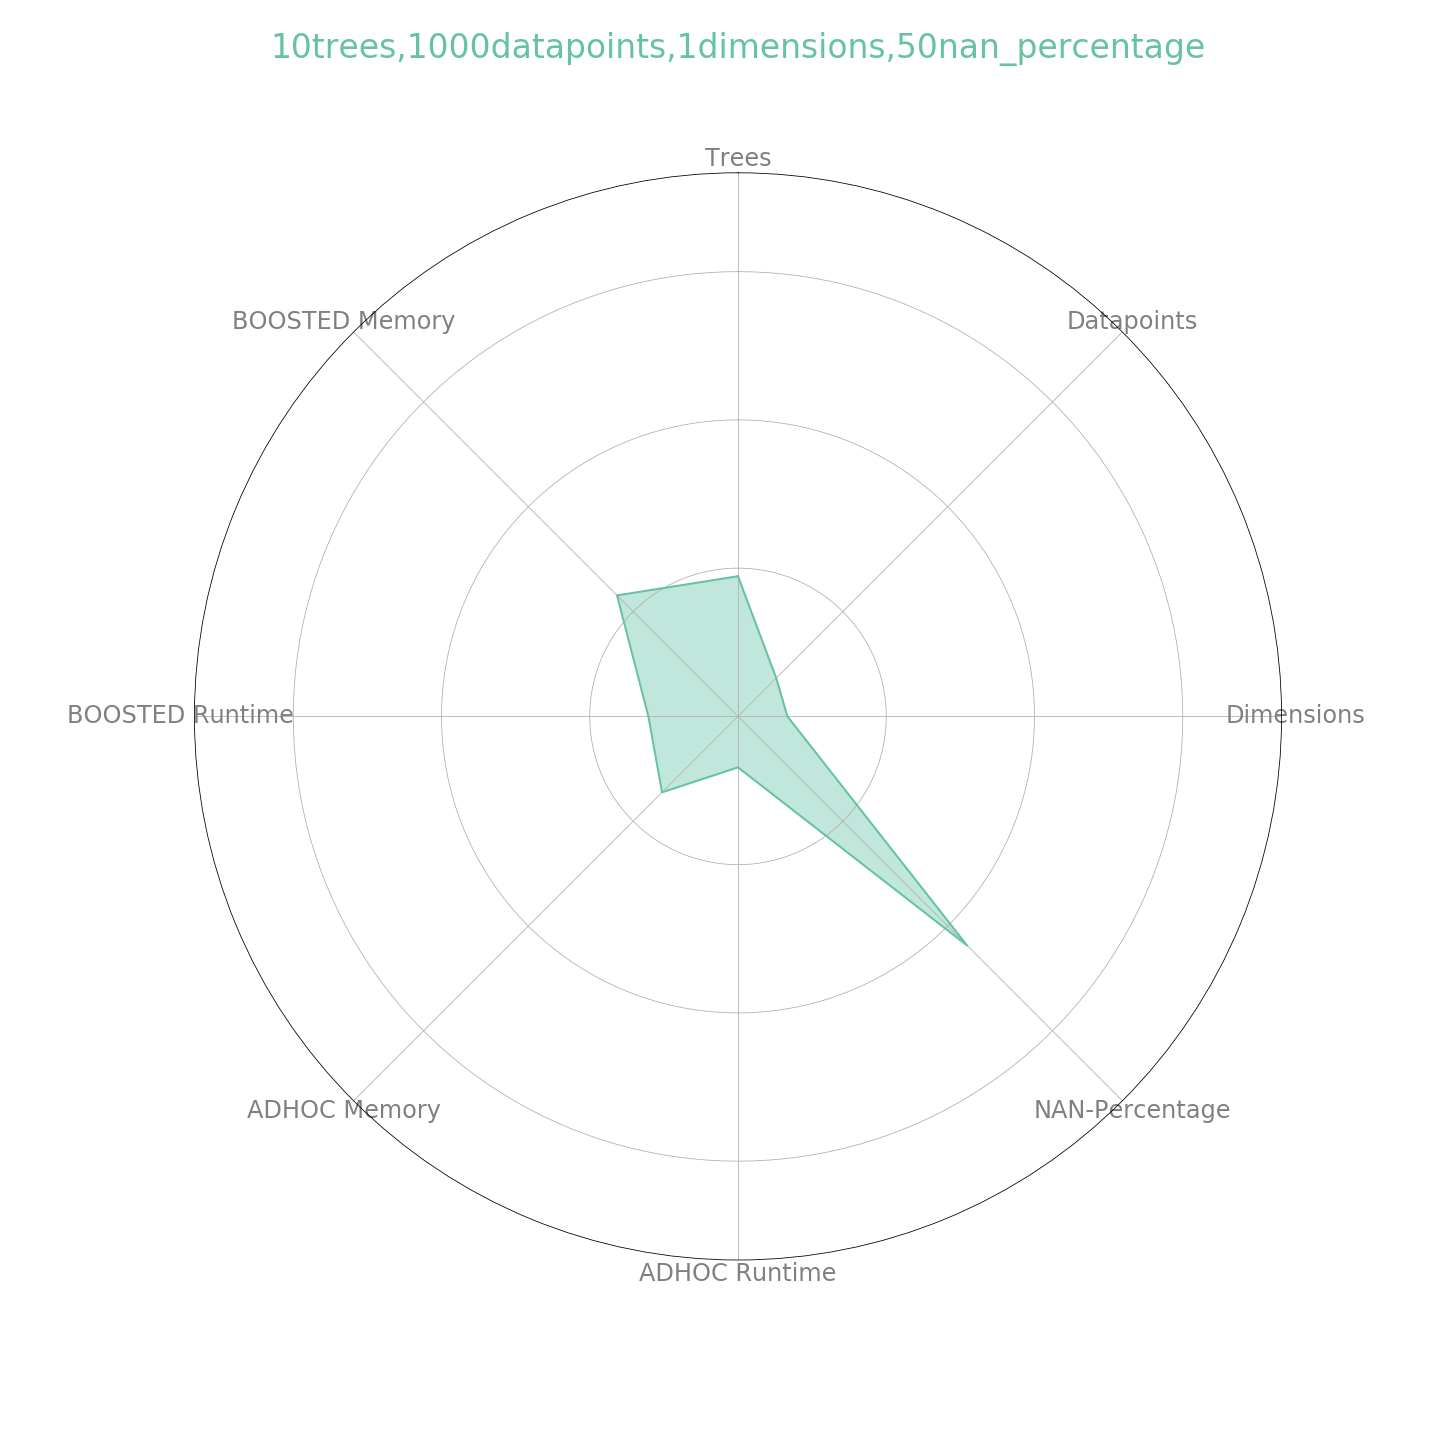 10trees,1000datapoints,1dimensions,50nan_percentage
Trees
BOOSTED Memory
Datapoints
BOOSTED Runtime
Dimensions
ADHOC Memory
NAN-Percentage
ADHOC Runtime